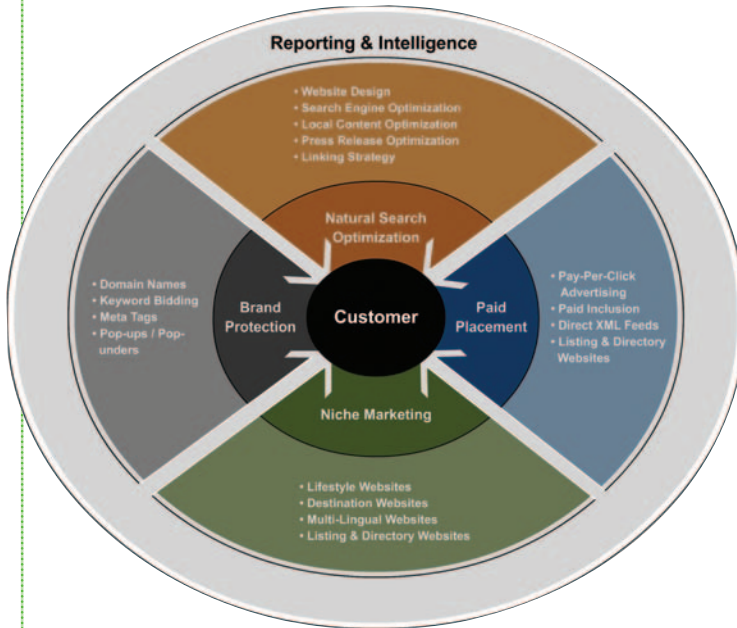 Reporting & Intelligence
• Website Design
• Search Engine Optimization
• Local Content Optimization
• Press Release Optimization
• Linking Strategy
Natural Search
Optimization
• Domain Names
• Keyword Bidding
• Meta Tags
• Pop-ups / Pop-
unders
Brand
Protection
Customer
Paid
Placement
• Pay-Per-Click
Advertising
• Paid Inclusion
• Direct XML Feeds
• Listing & Directory
Websites
Niche Marketing
• Lifestyle Websites
• Destination Websites
• Multi-Lingual Websites
• Listing & Directory Websites